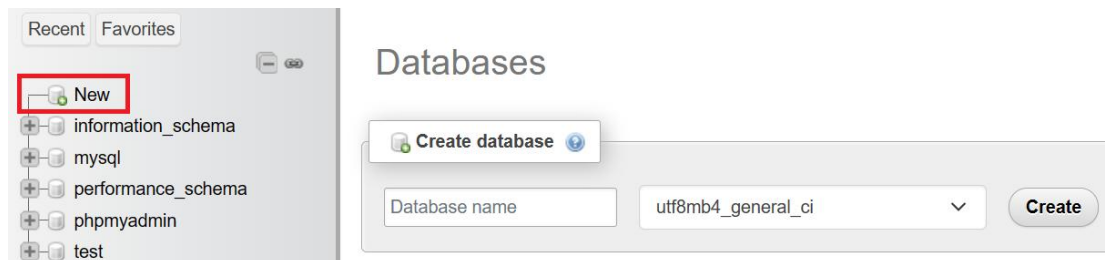 Recent Favorites
New
information_schema
mysql
performance_schema
phpmyadmin
test
Databases
Create database
Database name
utf8mb4_general_ci
Create